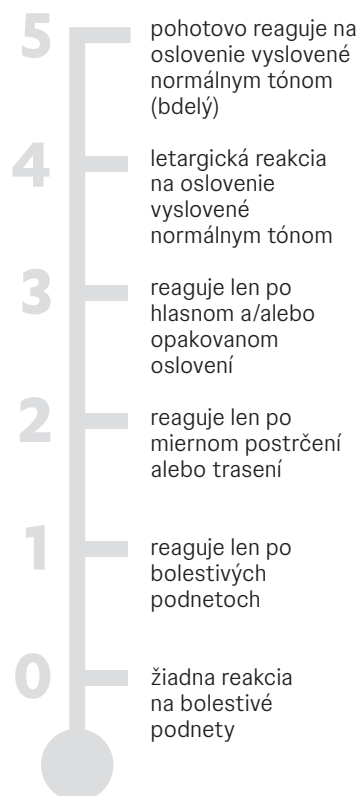 5
pohotovo reaguje na
oslovenie vyslovené
normálnym tónom
(bdelý)
4
letargická reakcia
na oslovenie
vyslovené
normálnym tónom
3
reaguje len po
hlasnom a/alebo
opakovanom
oslovení
2
reaguje len po
miernom postrčení
alebo trasení
1
reaguje len po
bolestivých
podnetoch
0
žiadna reakcia
na bolestivé
podnety